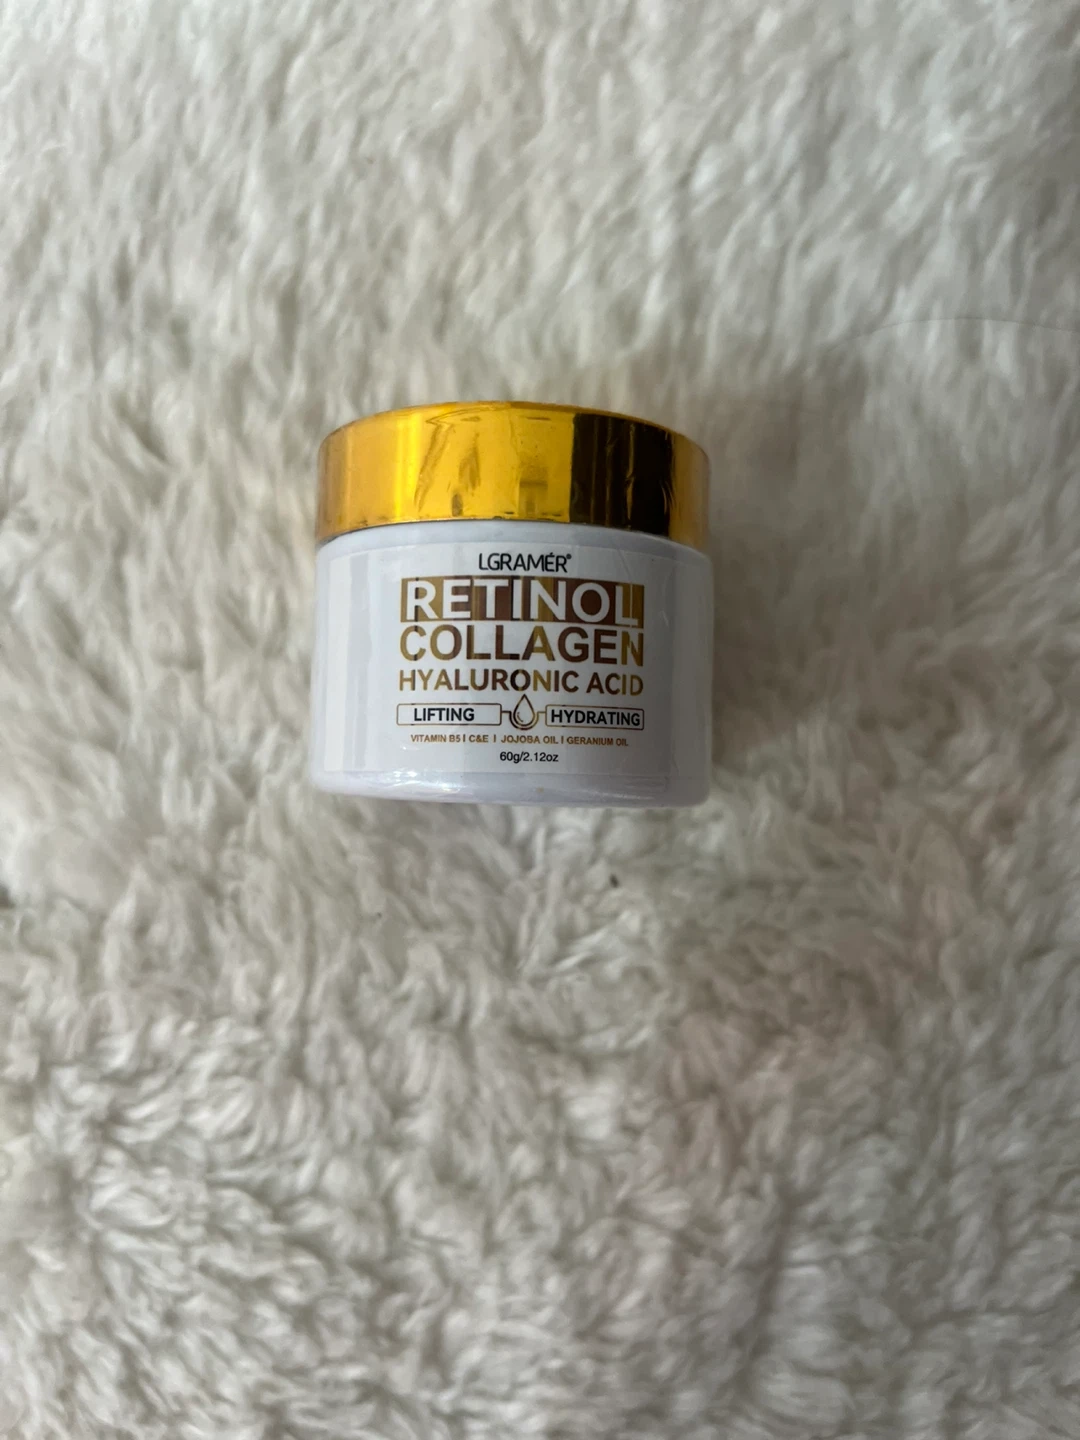 LGRAMÉR®
RETINOL
COLLAGEN
HYALURONIC ACID
LIFTING HYDRATING
VITAMIN B5 I C&E I JOJOBA OIL I GERANIUM OIL
60g/2.12oz